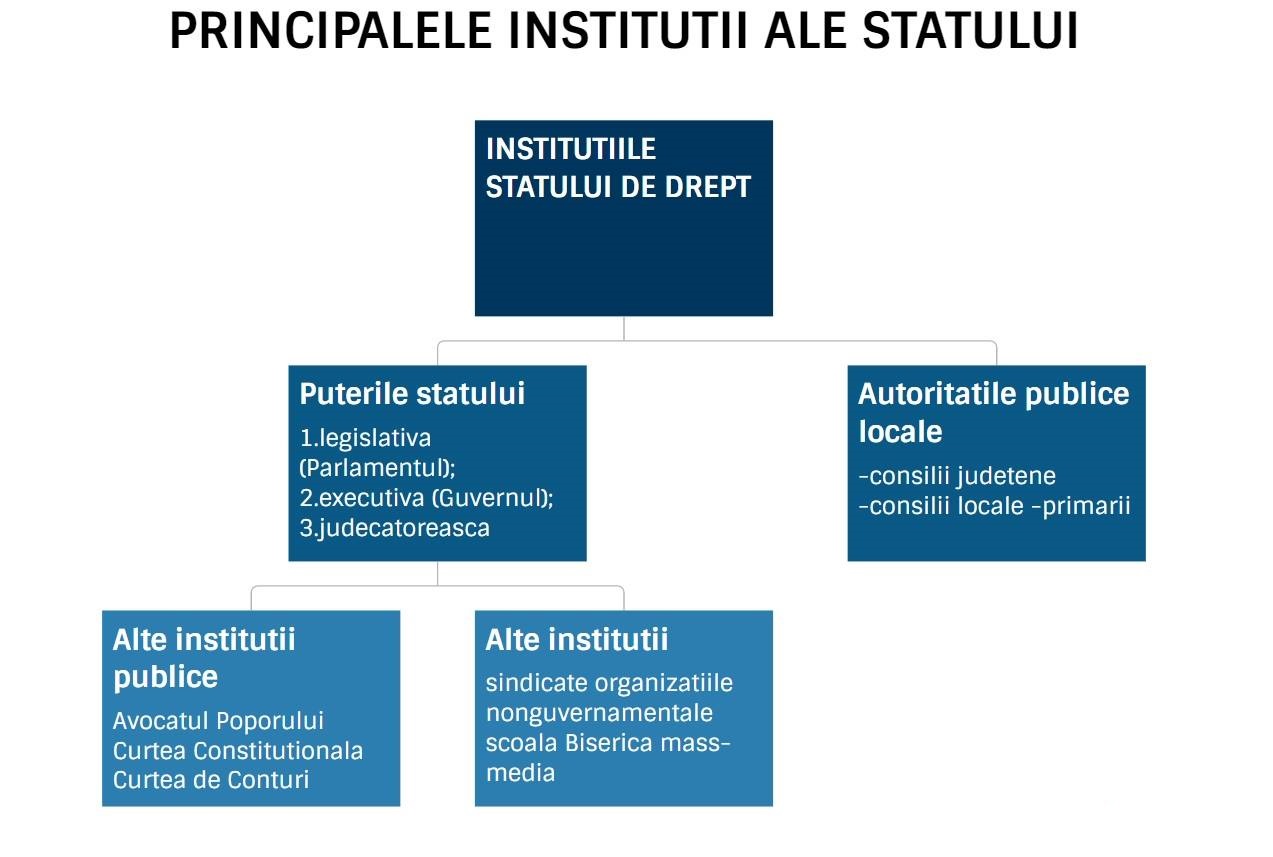 PRINCIPALELE INSTITUTII ALE STATULUI
INSTITUTIILE
STATULUI DE DREPT
Puterile statului
1.legislativa
(Parlamentul);
2.executiva (Guvernul);
3.judecatoreasca
Autoritatile publice
locale
-consilii judetene
-consilii locale -primarii
Alte institutii
publice
Avocatul Poporului
Curtea Constitutionala
Curtea de Conturi
Alte institutii
sindicate organizatiile
nonguvernamentale
scoala Biserica mass-
media